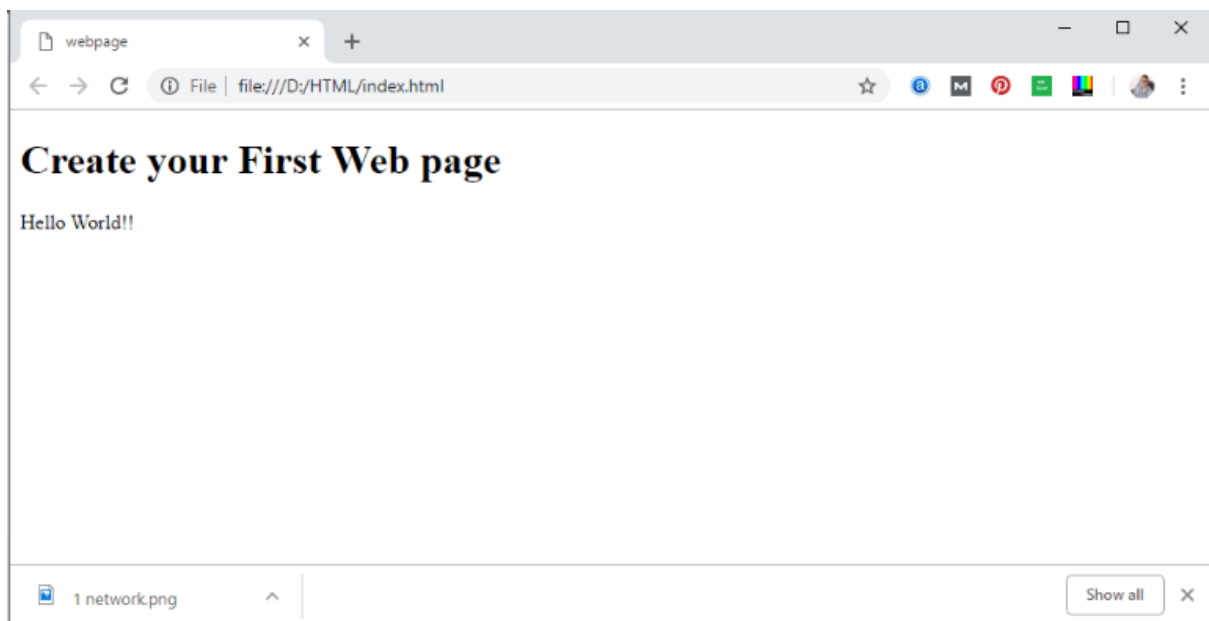 webpage
File file:///D:/HTML/index.html
Create your First Web page
Hello World!!
1 network.png
Show all